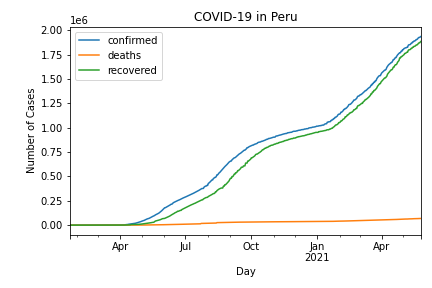 COVID-19 in Peru
1e6
2.00
1.75
1.50
1.25
1.00
0.75
0.50
0.25
0.00
Number of Cases
confirmed
deaths
recovered
Apr
Jul
Oct
Jan
2021
Apr
Day